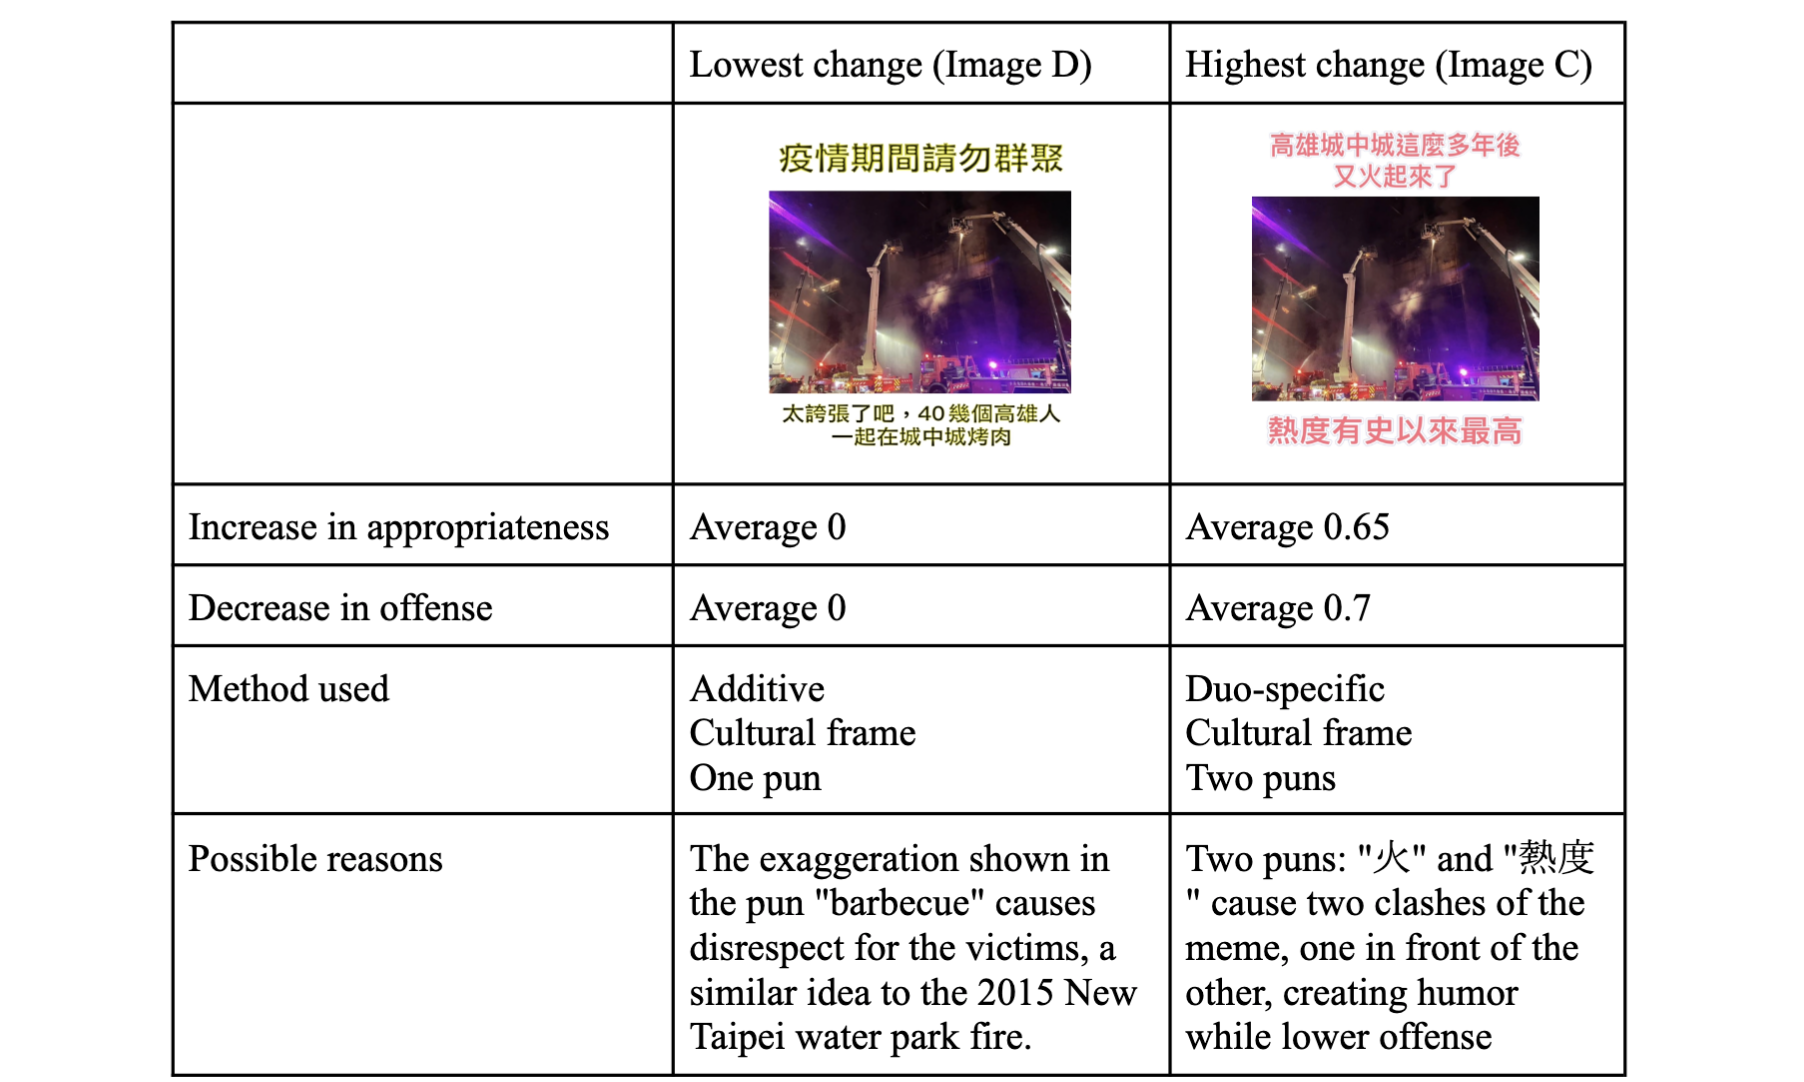 Lowest change (Image D)
Highest change (Image C)
疫情期間請勿群聚
太誇張了吧，40幾個高雄人
一起在城中城烤肉
高雄城中城這麼多年後
又火起來了
熱度有史以來最高
Increase in appropriateness
Average 0
Average 0.65
Decrease in offense
Average 0
Average 0.7
Method used
Additive
Cultural frame
One pun
Duo-specific
Cultural frame
Two puns
Possible reasons
The exaggeration shown in
the pun "barbecue" causes
disrespect for the victims, a
similar idea to the 2015 New
Taipei water park fire.
Two puns: "火" and "熱度
" cause two clashes of the
meme, one in front of the
other, creating humor
while lower offense